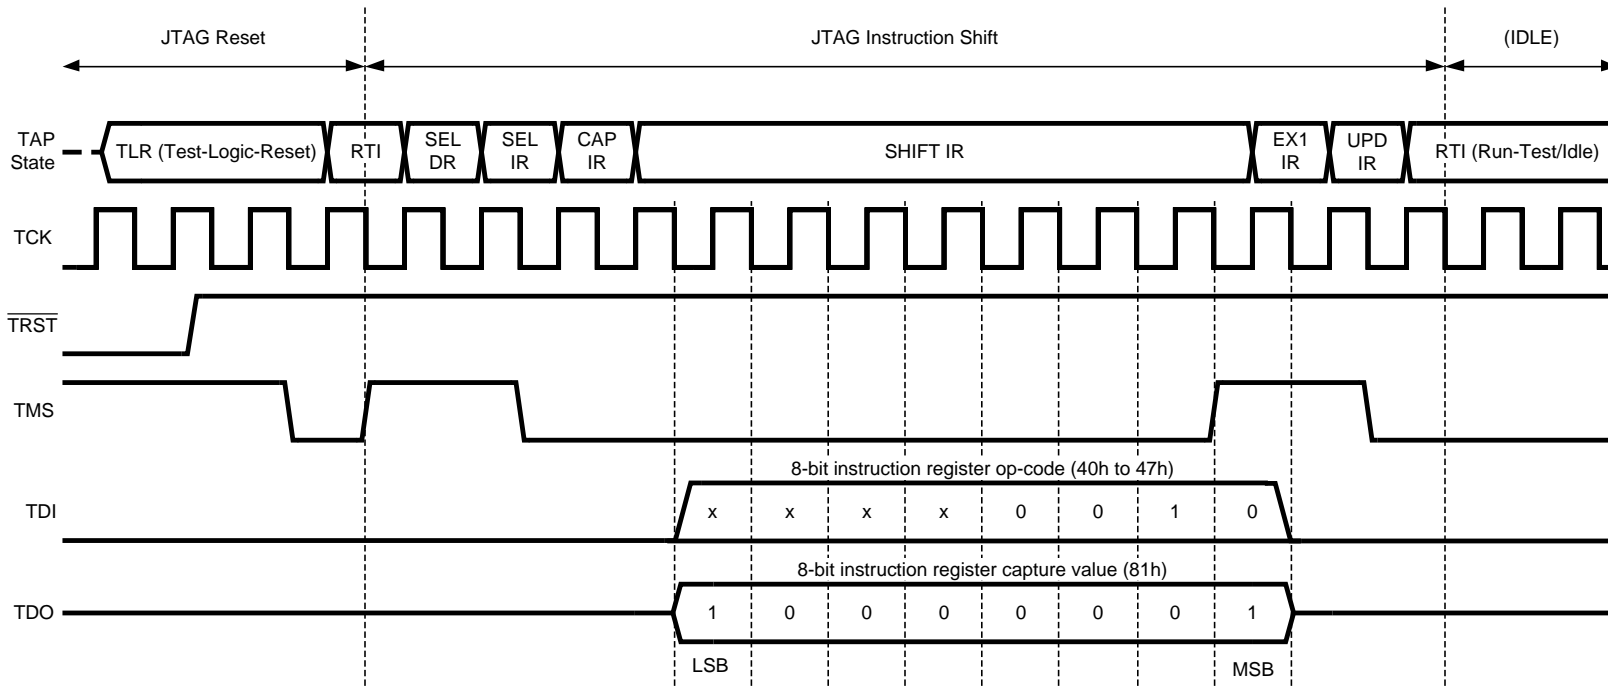 JTAG Reset
JTAG Instruction Shift
(IDLE)
TAP
State
TLR (Test-Logic-Reset)
RTI
SEL
DR
SEL
IR
CAP
IR
SHIFT IR
EX1
IR
UPD
IR
RTI (Run-Test/Idle)
TCK
TRST
TMS
8-bit instruction register op-code (40h to 47h)
TDI
x x x x 0 0 1 0
8-bit instruction register capture value (81h)
TDO
1 0 0 0 0 0 0 1
LSB
MSB